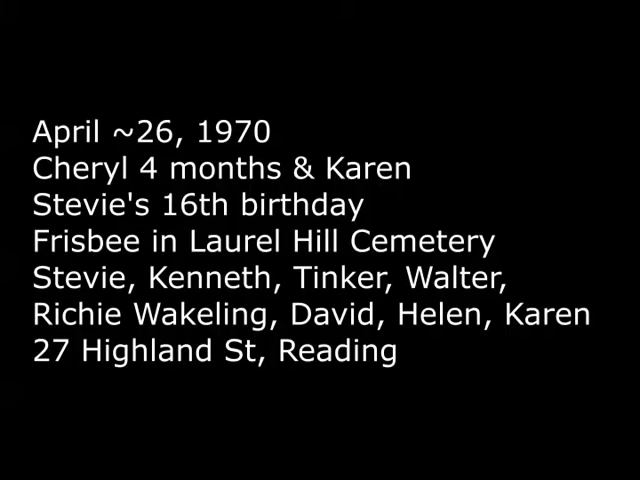 April ~26, 1970
Cheryl 4 months & Karen
Stevie's 16th birthday
Frisbee in Laurel Hill Cemetery
Stevie, Kenneth, Tinker, Walter,
Richie Wakeling, David, Helen, Karen
27 Highland St, Reading